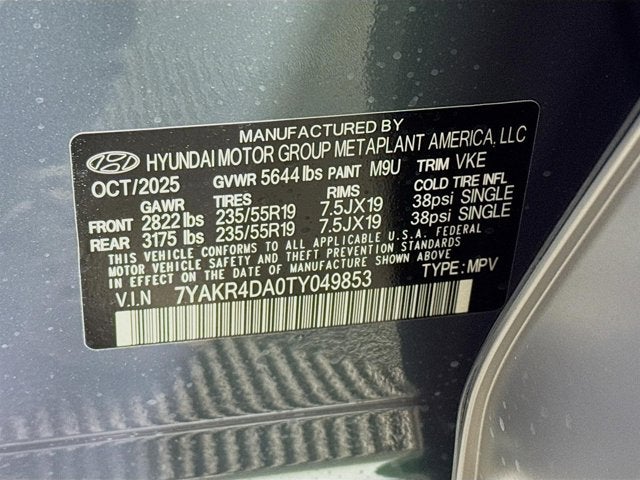 MANUFACTURED BY
HYUNDAI MOTOR GROUP METAPLANT AMERICA, LLC
OCT/2025 GVWR 5644 lbs PAINT M9U TRIM VKE
GAWR TIRES RIMS COLD TIRE INFL
FRONT 2822 lbs 235/55R19 7.5JX19 38psi SINGLE
REAR 3175 lbs 235/55R19 7.5JX19 38psi SINGLE
THIS VEHICLE CONFORMS TO ALL APPLICABLE U.S.A. FEDERAL
MOTOR VEHICLE SAFETY AND THEFT PREVENTION STANDARDS
IN EFFECT ON THE DATE OF MANUFACTURE SHOWN ABOVE.
V.I.N 7YAKR4DA0TY049853 TYPE: MPV